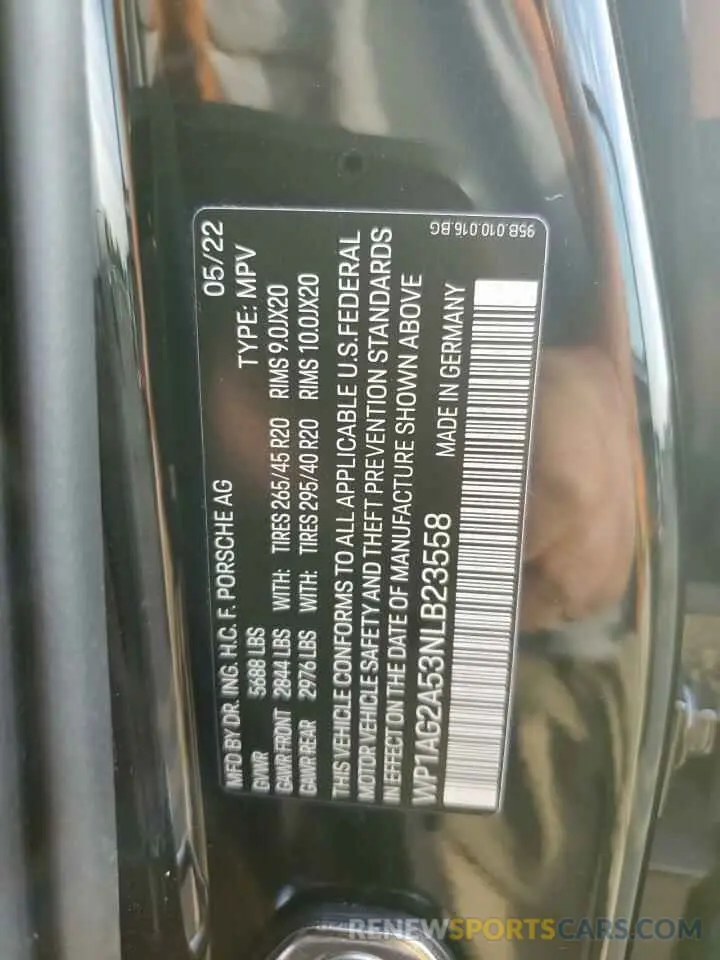 MFD BY DR. ING. H.C. F. PORSCHE AG 05/22
GVWR 5688 LBS TYPE: MPV
GAWR FRONT 2844 LBS WITH: TIRES 265/45 R20 RIMS 9.0JX20
GAWR REAR 2976 LBS WITH: TIRES 295/40 R20 RIMS 10.0JX20
THIS VEHICLE CONFORMS TO ALL APPLICABLE U.S.FEDERAL
MOTOR VEHICLE SAFETY AND THEFT PREVENTION STANDARDS
IN EFFECT ON THE DATE OF MANUFACTURE SHOWN ABOVE
WP1AG2A53NLB23558 MADE IN GERMANY
95B.010.016.BG
RENEWSPORTSCARS.COM